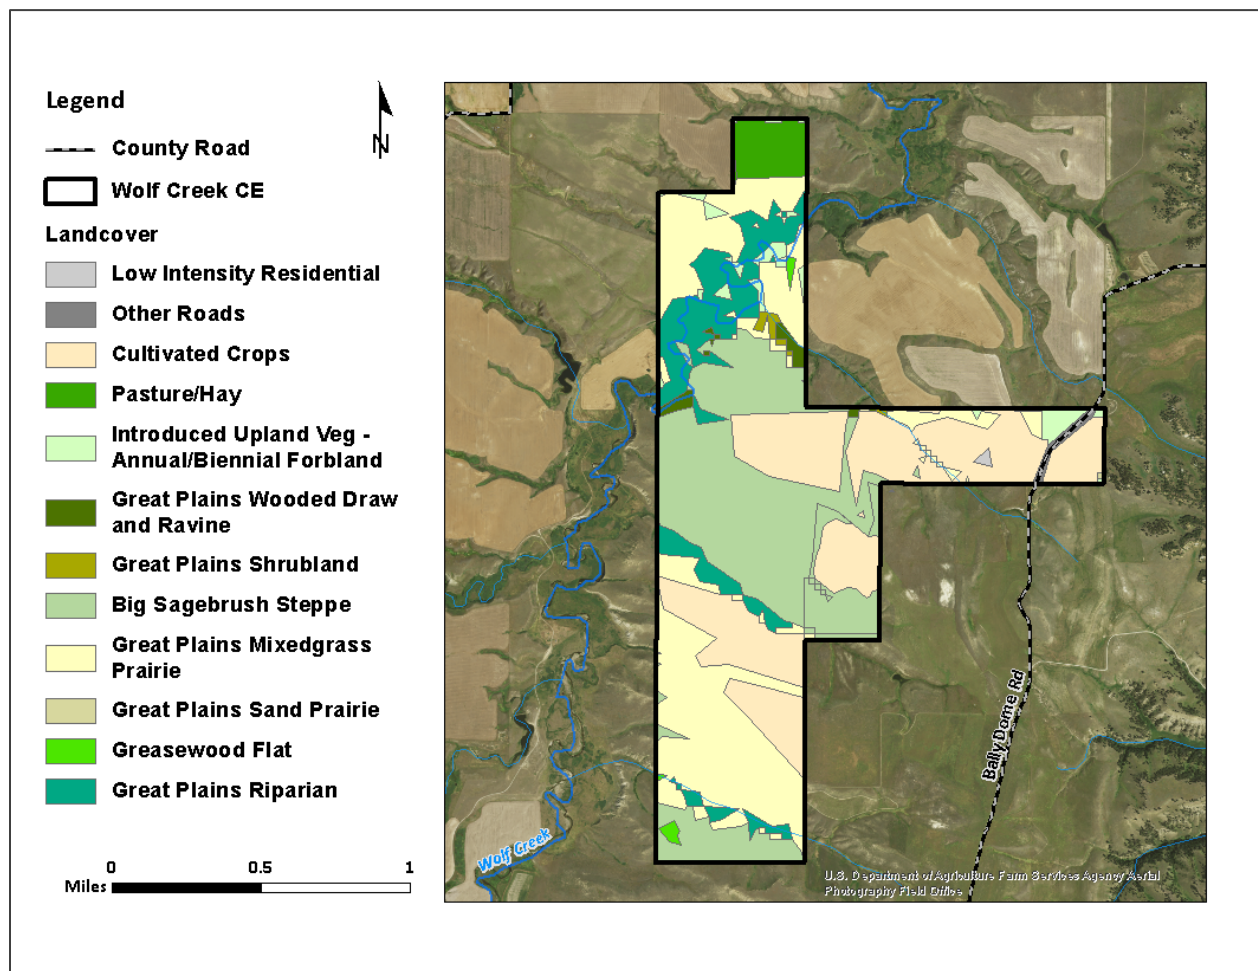 Legend
N
County Road
Wolf Creek CE
Landcover
Low Intensity Residential
Other Roads
Cultivated Crops
Pasture/Hay
Introduced Upland Veg -
Annual/Biennial Forbland
Great Plains Wooded Draw
and Ravine
Great Plains Shrubland
Big Sagebrush Steppe
Great Plains Mixedgrass
Prairie
Great Plains Sand Prairie
Greasewood Flat
Great Plains Riparian
0 0.5 1
Miles
Bally Dome Rd
Wolf Creek
U.S. Department of Agriculture Farm Services Agency Aerial
Photography Field Office